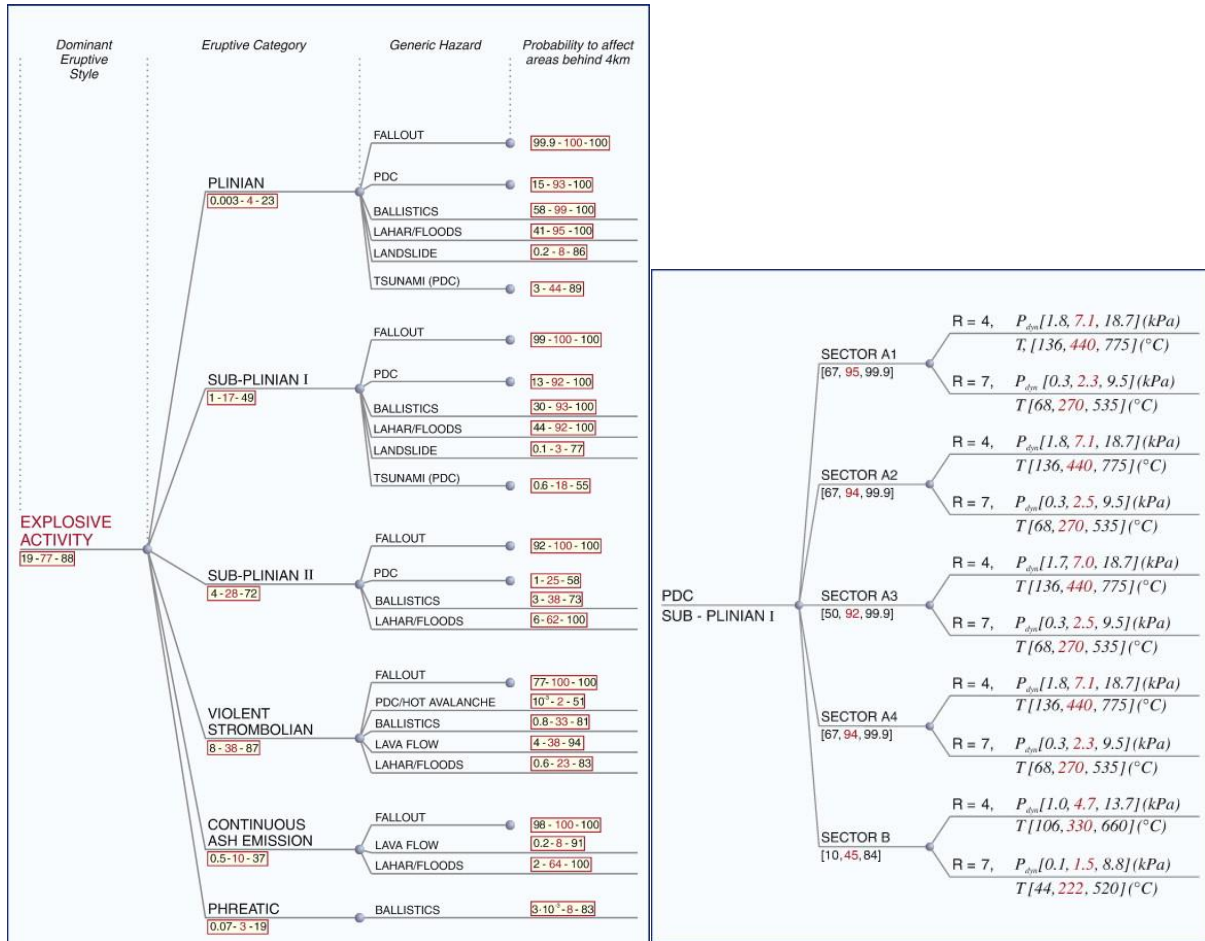 Dominant
Eruptive
Style
Eruptive Category
Generic Hazard
Probability to affect
areas behind 4km
EXPLOSIVE
ACTIVITY
19 - 77 - 88
PLINIAN
0.003 - 4 - 23
FALLOUT
99.9 - 100 - 100
PDC
15 - 93 - 100
BALLISTICS
58 - 99 - 100
LAHAR/FLOODS
41 - 95 - 100
LANDSLIDE
0.2 - 8 - 86
TSUNAMI (PDC)
3 - 44 - 89
SUB-PLINIAN I
1 - 17 - 49
FALLOUT
99 - 100 - 100
PDC
13 - 92 - 100
BALLISTICS
30 - 93 - 100
LAHAR/FLOODS
44 - 92 - 100
LANDSLIDE
0.1 - 3 - 77
TSUNAMI (PDC)
0.6 - 18 - 55
SUB-PLINIAN II
4 - 28 - 72
FALLOUT
92 - 100 - 100
PDC
1 - 25 - 58
BALLISTICS
3 - 38 - 73
LAHAR/FLOODS
6 - 62 - 100
VIOLENT
STROMBOLIAN
8 - 38 - 87
FALLOUT
77 - 100 - 100
PDC/HOT AVALANCHE
10⁻³ - 2 - 51
BALLISTICS
0.8 - 33 - 81
LAVA FLOW
4 - 38 - 94
LAHAR/FLOODS
0.6 - 23 - 83
CONTINUOUS
ASH EMISSION
0.5 - 10 - 37
FALLOUT
98 - 100 - 100
LAVA FLOW
0.2 - 8 - 91
LAHAR/FLOODS
2 - 64 - 100
PHREATIC
0.07 - 3 - 19
BALLISTICS
3·10⁻³ - 8 - 83
PDC
SUB - PLINIAN I
SECTOR A1
[67, 95, 99.9]
R = 4, Pdyn [1.8, 7.1, 18.7] (kPa)
T, [136, 440, 775] (°C)
R = 7, Pdyn [0.3, 2.3, 9.5] (kPa)
T [68, 270, 535] (°C)
SECTOR A2
[67, 94, 99.9]
R = 4, Pdyn [1.8, 7.1, 18.7] (kPa)
T [136, 440, 775] (°C)
R = 7, Pdyn [0.3, 2.5, 9.5] (kPa)
T [68, 270, 535] (°C)
SECTOR A3
[50, 92, 99.9]
R = 4, Pdyn [1.7, 7.0, 18.7] (kPa)
T [136, 440, 775] (°C)
R = 7, Pdyn [0.3, 2.5, 9.5] (kPa)
T [68, 270, 535] (°C)
SECTOR A4
[67, 94, 99.9]
R = 4, Pdyn [1.8, 7.1, 18.7] (kPa)
T [136, 440, 775] (°C)
R = 7, Pdyn [0.3, 2.3, 9.5] (kPa)
T [68, 270, 535] (°C)
SECTOR B
[10, 45, 84]
R = 4, Pdyn [1.0, 4.7, 13.7] (kPa)
T [106, 330, 660] (°C)
R = 7, Pdyn [0.1, 1.5, 8.8] (kPa)
T [44, 222, 520] (°C)